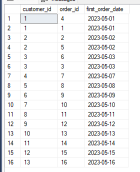 customer_id order_id first_order_date
1 1 4 2023-05-01
2 1 1 2023-05-01
3 2 2 2023-05-02
4 2 5 2023-05-02
5 3 6 2023-05-03
6 3 3 2023-05-03
7 4 7 2023-05-07
8 5 8 2023-05-08
9 6 9 2023-05-09
10 7 10 2023-05-10
11 8 11 2023-05-11
12 9 12 2023-05-12
13 10 13 2023-05-13
14 11 14 2023-05-14
15 12 15 2023-05-15
16 13 16 2023-05-16